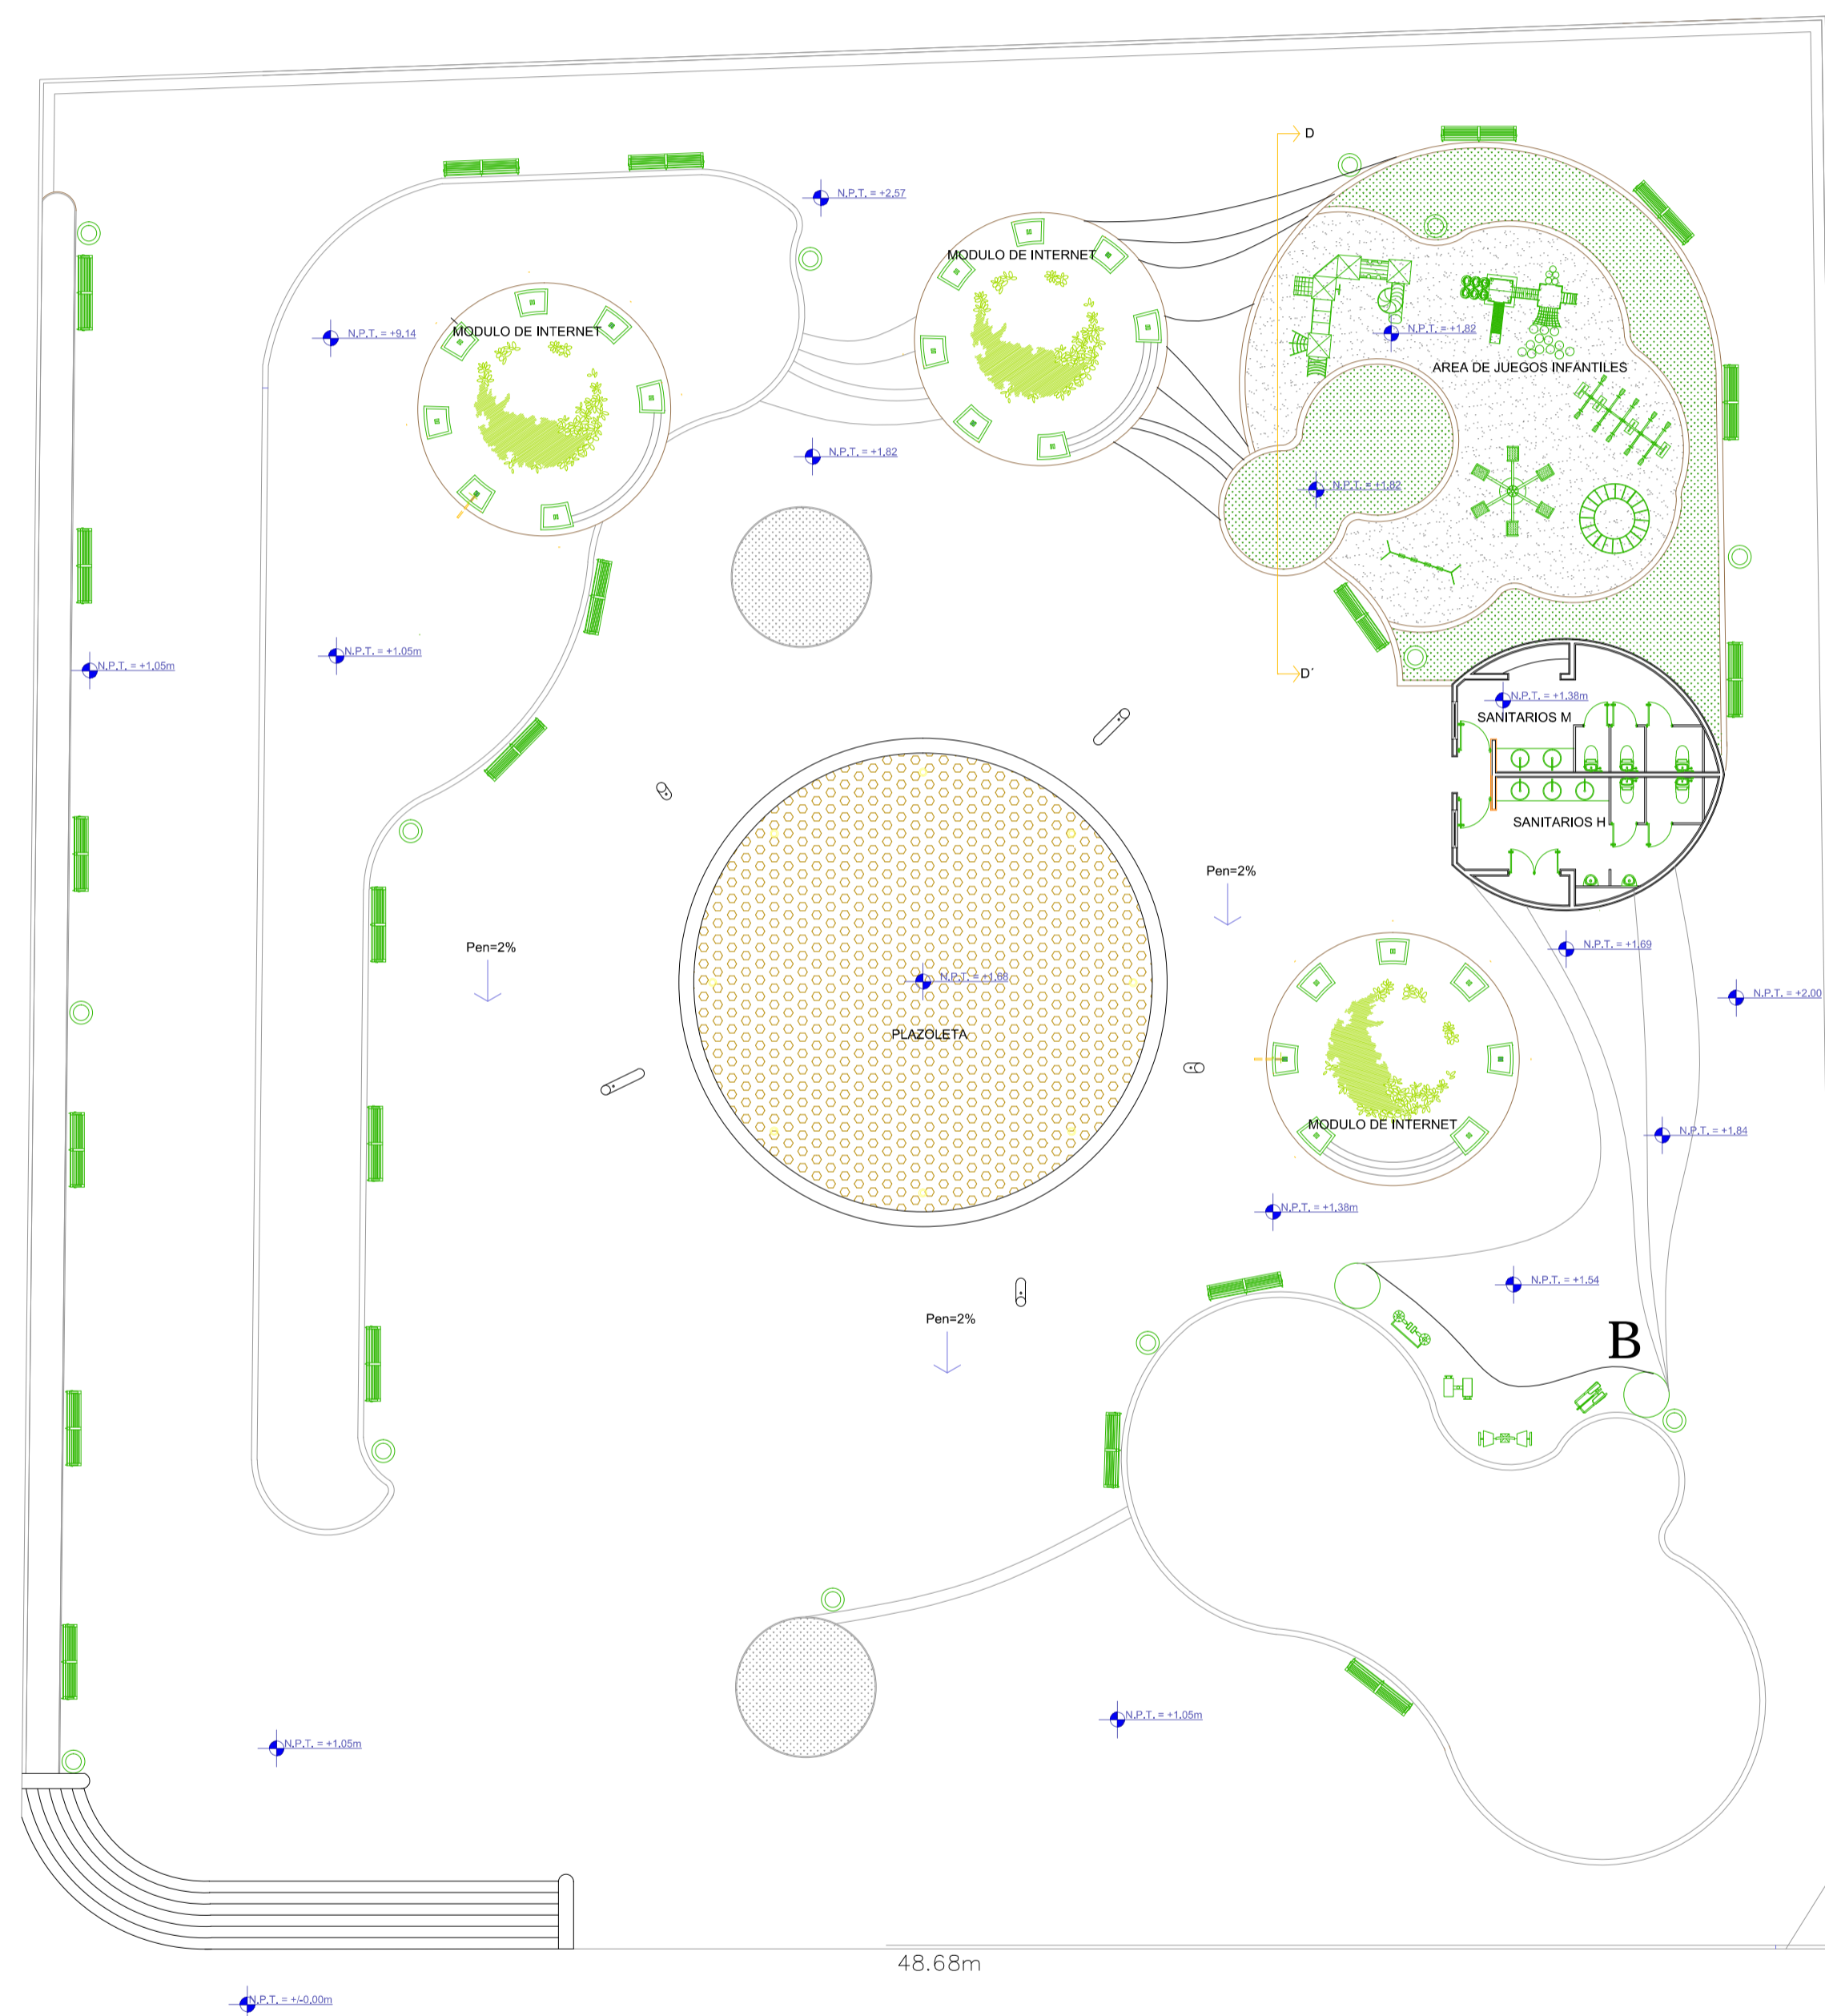 D
N.P.T. = +2.57
MODULO DE INTERNET
MODULO DE INTERNET
N.P.T. = +9.14
N.P.T. = +1.82
AREA DE JUEGOS INFANTILES
N.P.T. = +1.82
N.P.T. = +1.82
N.P.T. = +1.05m
N.P.T. = +1.05m
D´
N.P.T. = +1.38m
SANITARIOS M
SANITARIOS H
Pen=2%
Pen=2%
N.P.T. = +1.69
N.P.T. = +1.68
N.P.T. = +2.00
PLAZOLETA
MODULO DE INTERNET
N.P.T. = +1.84
N.P.T. = +1.38m
N.P.T. = +1.54
Pen=2%
B
N.P.T. = +1.05m
N.P.T. = +1.05m
48.68m
N.P.T. = +/-0.00m